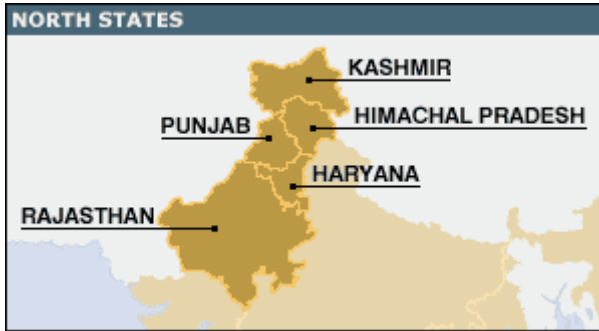 NORTH STATES
KASHMIR
HIMACHAL PRADESH
PUNJAB
HARYANA
RAJASTHAN